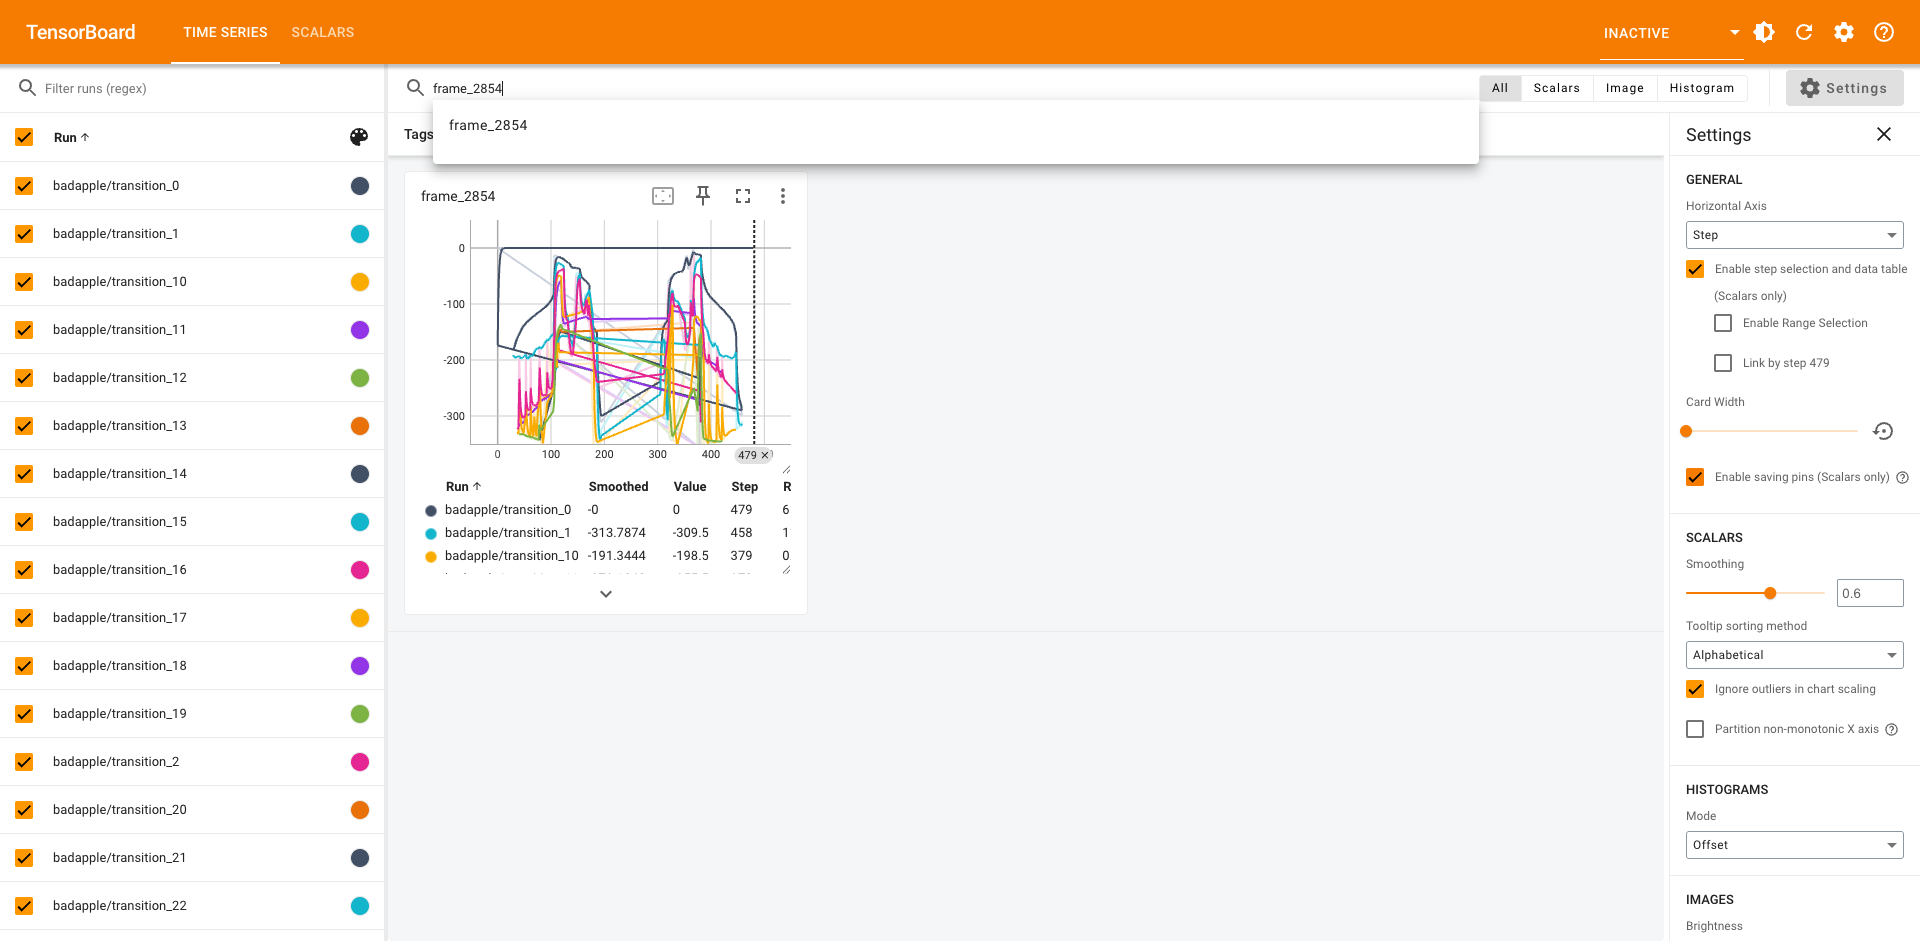 TensorBoard
TIME SERIES
SCALARS
INACTIVE
Filter runs (regex)
frame_2854
All
Scalars
Image
Histogram
Settings
frame_2854
Run
Tags
badapple/transition_0
badapple/transition_1
badapple/transition_10
badapple/transition_11
badapple/transition_12
badapple/transition_13
badapple/transition_14
badapple/transition_15
badapple/transition_16
badapple/transition_17
badapple/transition_18
badapple/transition_19
badapple/transition_2
badapple/transition_20
badapple/transition_21
badapple/transition_22
frame_2854
0
-100
-200
-300
0 100 200 300 400 479
Run Smoothed Value Step R
badapple/transition_0 -0 0 479 6
badapple/transition_1 -313.7874 -309.5 458 1
badapple/transition_10 -191.3444 -198.5 379 0
Settings
GENERAL
Horizontal Axis
Step
Enable step selection and data table
(Scalars only)
Enable Range Selection
Link by step 479
Card Width
Enable saving pins (Scalars only)
SCALARS
Smoothing
0.6
Tooltip sorting method
Alphabetical
Ignore outliers in chart scaling
Partition non-monotonic X axis
HISTOGRAMS
Mode
Offset
IMAGES
Brightness